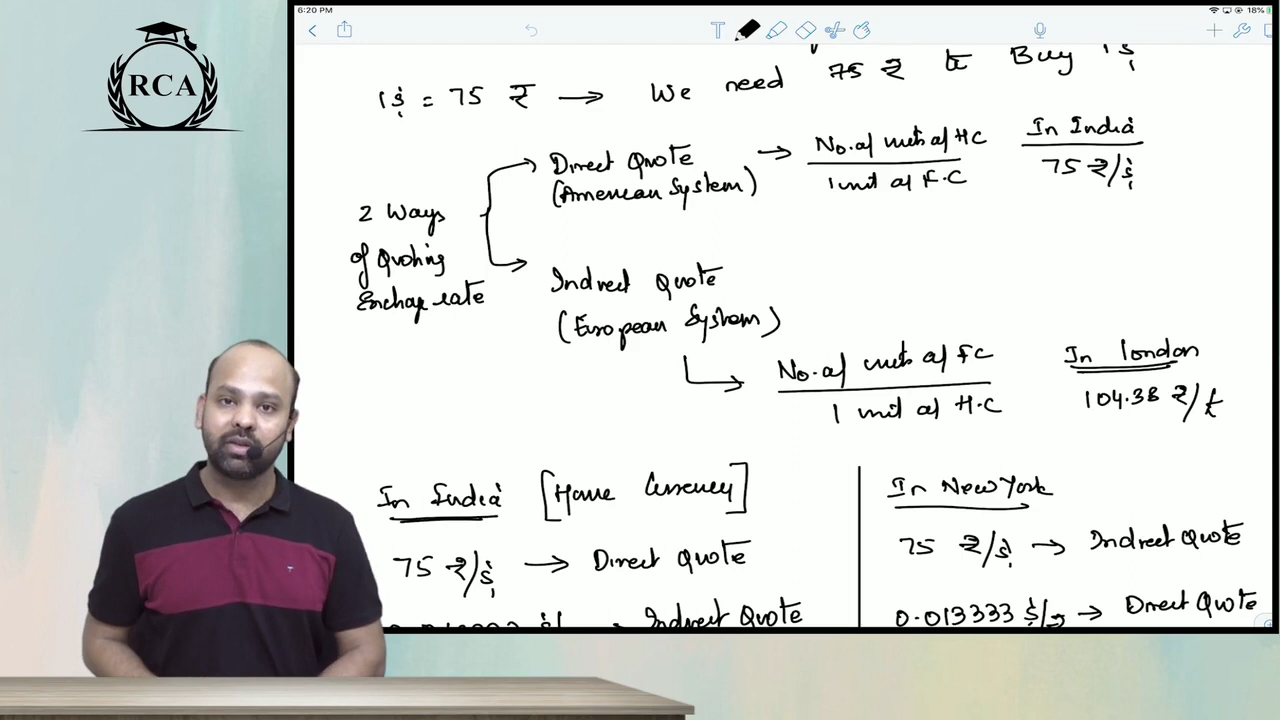 6:20 PM
18%
RCA
T
75 ₹ to Buy 1$
1$ = 75 ₹ → We need
Direct Quote → No. of units of HC
(American System) 1 unit of F.C
In India
75 ₹/$
2 Ways
of Quoting
Exchange rate
Indirect Quote
(European System)
No. of units of FC
1 unit of H.C
In London
104.38 ₹/£
In India [Home Currency]
75 ₹/$ → Direct Quote
Indirect Quote
In New York
75 ₹/$ → Indirect Quote
0.013333 $/₹ → Direct Quote